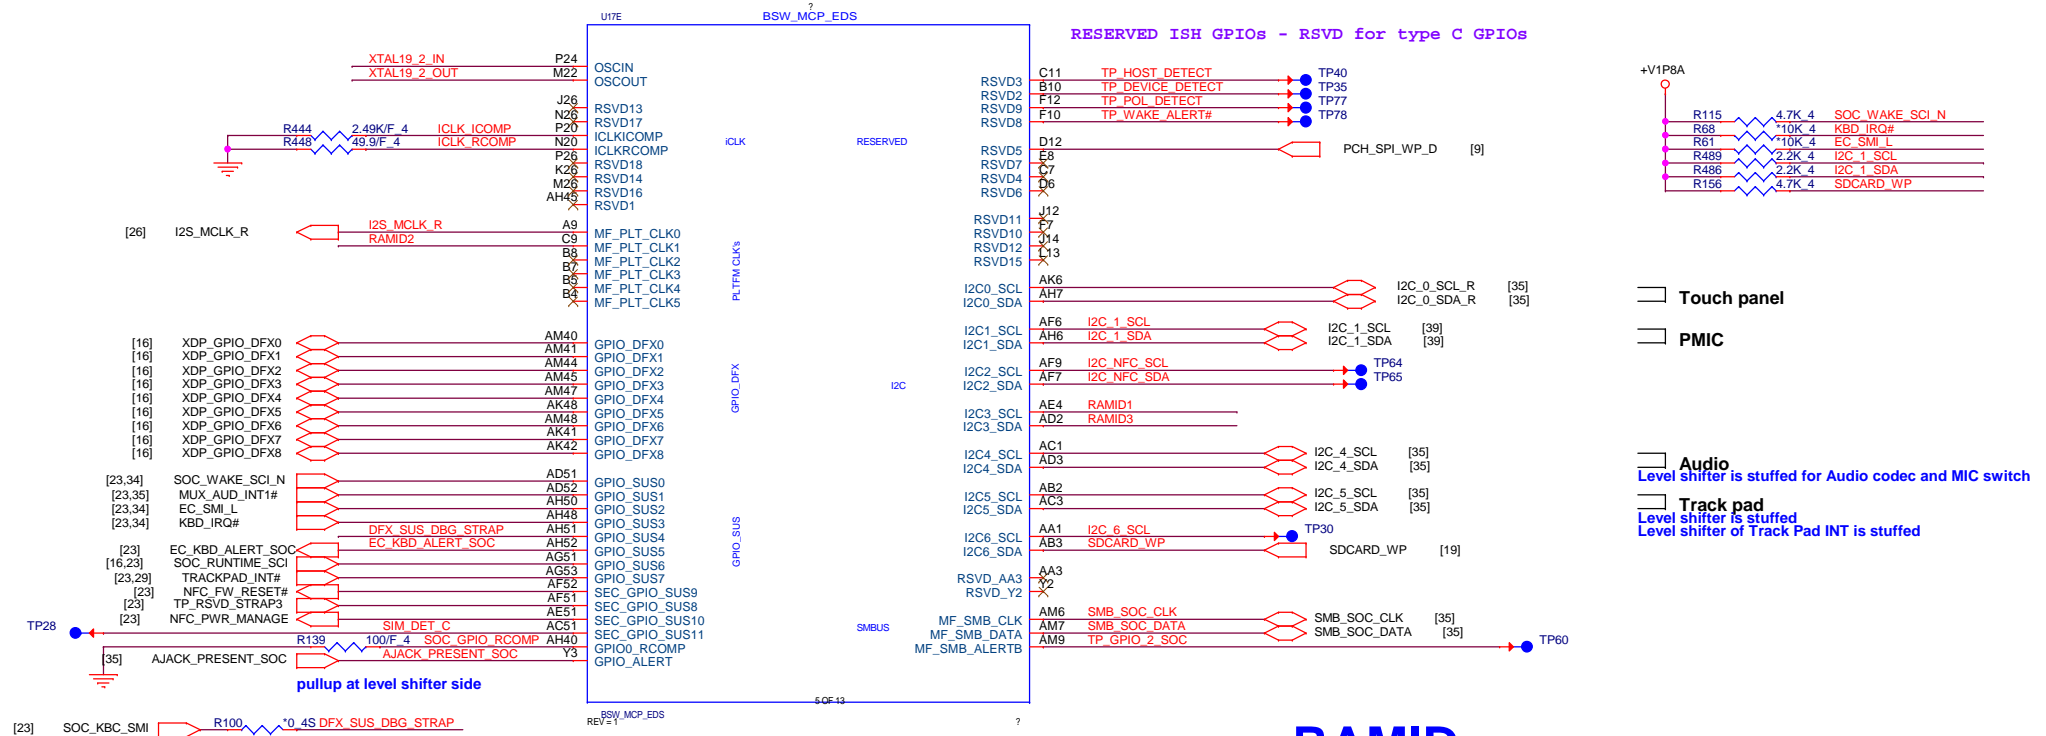 ?
U17E
BSW_MCP_EDS
RESERVED ISH GPIOs - RSVD for type C GPIOs
XTAL19_2_IN P24 OSCIN
XTAL19_2_OUT M22 OSCOUT
J26 RSVD13
N26 RSVD17
R444 2.49K/F_4 ICLK_ICOMP P20 ICLKICOMP
R448 49.9/F_4 ICLK_RCOMP N20 ICLKRCOMP
P26 RSVD18
K26 RSVD14
M26 RSVD16
AH45 RSVD1
iCLK
[26] I2S_MCLK_R I2S_MCLK_R A9 MF_PLT_CLK0
RAMID2 C9 MF_PLT_CLK1
B8 MF_PLT_CLK2
B7 MF_PLT_CLK3
B5 MF_PLT_CLK4
B4 MF_PLT_CLK5
PLTFM CLK's
[16] XDP_GPIO_DFX0 AM40 GPIO_DFX0
[16] XDP_GPIO_DFX1 AM41 GPIO_DFX1
[16] XDP_GPIO_DFX2 AM44 GPIO_DFX2
[16] XDP_GPIO_DFX3 AM45 GPIO_DFX3
[16] XDP_GPIO_DFX4 AM47 GPIO_DFX4
[16] XDP_GPIO_DFX5 AK48 GPIO_DFX5
[16] XDP_GPIO_DFX6 AM48 GPIO_DFX6
[16] XDP_GPIO_DFX7 AK41 GPIO_DFX7
[16] XDP_GPIO_DFX8 AK42 GPIO_DFX8
GPIO_DFX
[23,34] SOC_WAKE_SCI_N AD51 GPIO_SUS0
[23,35] MUX_AUD_INT1# AD52 GPIO_SUS1
[23,34] EC_SMI_L AH50 GPIO_SUS2
[23,34] KBD_IRQ# AH48 GPIO_SUS3
DFX_SUS_DBG_STRAP AH51 GPIO_SUS4
[23] EC_KBD_ALERT_SOC EC_KBD_ALERT_SOC AH52 GPIO_SUS5
[16,23] SOC_RUNTIME_SCI AG51 GPIO_SUS6
[23,29] TRACKPAD_INT# AG53 GPIO_SUS7
[23] NFC_FW_RESET# AF52 SEC_GPIO_SUS9
[23] TP_RSVD_STRAP3 AF51 SEC_GPIO_SUS8
[23] NFC_PWR_MANAGE AE51 SEC_GPIO_SUS10
TP28 SIM_DET_C AC51 SEC_GPIO_SUS11
R139 100/F_4 SOC_GPIO_RCOMP AH40 GPIO0_RCOMP
[35] AJACK_PRESENT_SOC AJACK_PRESENT_SOC Y3 GPIO_ALERT
GPIO_SUS
pullup at level shifter side
[23] SOC_KBC_SMI R100 *0_4S DFX_SUS_DBG_STRAP
RSVD3 C11 TP_HOST_DETECT TP40
RSVD2 B10 TP_DEVICE_DETECT TP35
RSVD9 F12 TP_POL_DETECT TP77
RSVD8 F10 TP_WAKE_ALERT# TP78
RESERVED
RSVD5 D12 PCH_SPI_WP_D [9]
RSVD7 E8
RSVD4 C7
RSVD6 D6
RSVD11 J12
RSVD10 F7
RSVD12 J14
RSVD15 L13
I2C0_SCL AK6 I2C_0_SCL_R [35]
I2C0_SDA AH7 I2C_0_SDA_R [35]
Touch panel
I2C1_SCL AF6 I2C_1_SCL I2C_1_SCL [39]
I2C1_SDA AH6 I2C_1_SDA I2C_1_SDA [39]
PMIC
I2C2_SCL AF9 I2C_NFC_SCL TP64
I2C2_SDA AF7 I2C_NFC_SDA TP65
I2C
I2C3_SCL AE4 RAMID1
I2C3_SDA AD2 RAMID3
I2C4_SCL AC1 I2C_4_SCL [35]
I2C4_SDA AD3 I2C_4_SDA [35]
Audio
Level shifter is stuffed for Audio codec and MIC switch
I2C5_SCL AB2 I2C_5_SCL [35]
I2C5_SDA AC3 I2C_5_SDA [35]
Track pad
Level shifter is stuffed
Level shifter of Track Pad INT is stuffed
I2C6_SCL AA1 I2C_6_SCL TP30
I2C6_SDA AB3 SDCARD_WP SDCARD_WP [19]
RSVD_AA3 AA3
RSVD_Y2 Y2
SMBUS
MF_SMB_CLK AM6 SMB_SOC_CLK SMB_SOC_CLK [35]
MF_SMB_DATA AM7 SMB_SOC_DATA SMB_SOC_DATA [35]
MF_SMB_ALERTB AM9 TP_GPIO_2_SOC TP60
+V1P8A
R115 4.7K_4 SOC_WAKE_SCI_N
R68 *10K_4 KBD_IRQ#
R61 *10K_4 EC_SMI_L
R489 2.2K_4 I2C_1_SCL
R486 2.2K_4 I2C_1_SDA
R156 4.7K_4 SDCARD_WP
5 OF 13
BSW_MCP_EDS
REV = 1
?
RAMID